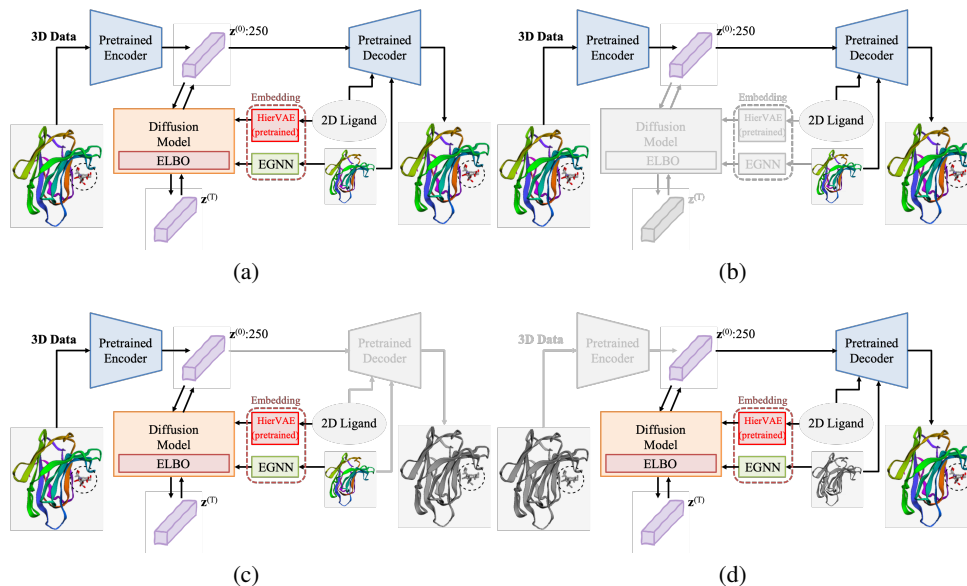 3D Data
Pretrained
Encoder
z(0):250
Pretrained
Decoder
Embedding
HierVAE
(pretrained)
2D Ligand
Diffusion
Model
ELBO
EGNN
z(T)
(a)
3D Data
Pretrained
Encoder
z(0):250
Pretrained
Decoder
Embedding
HierVAE
(pretrained)
2D Ligand
Diffusion
Model
ELBO
EGNN
z(T)
(b)
3D Data
Pretrained
Encoder
z(0):250
Pretrained
Decoder
Embedding
HierVAE
(pretrained)
2D Ligand
Diffusion
Model
ELBO
EGNN
z(T)
(c)
3D Data
Pretrained
Encoder
z(0):250
Pretrained
Decoder
Embedding
HierVAE
(pretrained)
2D Ligand
Diffusion
Model
ELBO
EGNN
z(T)
(d)